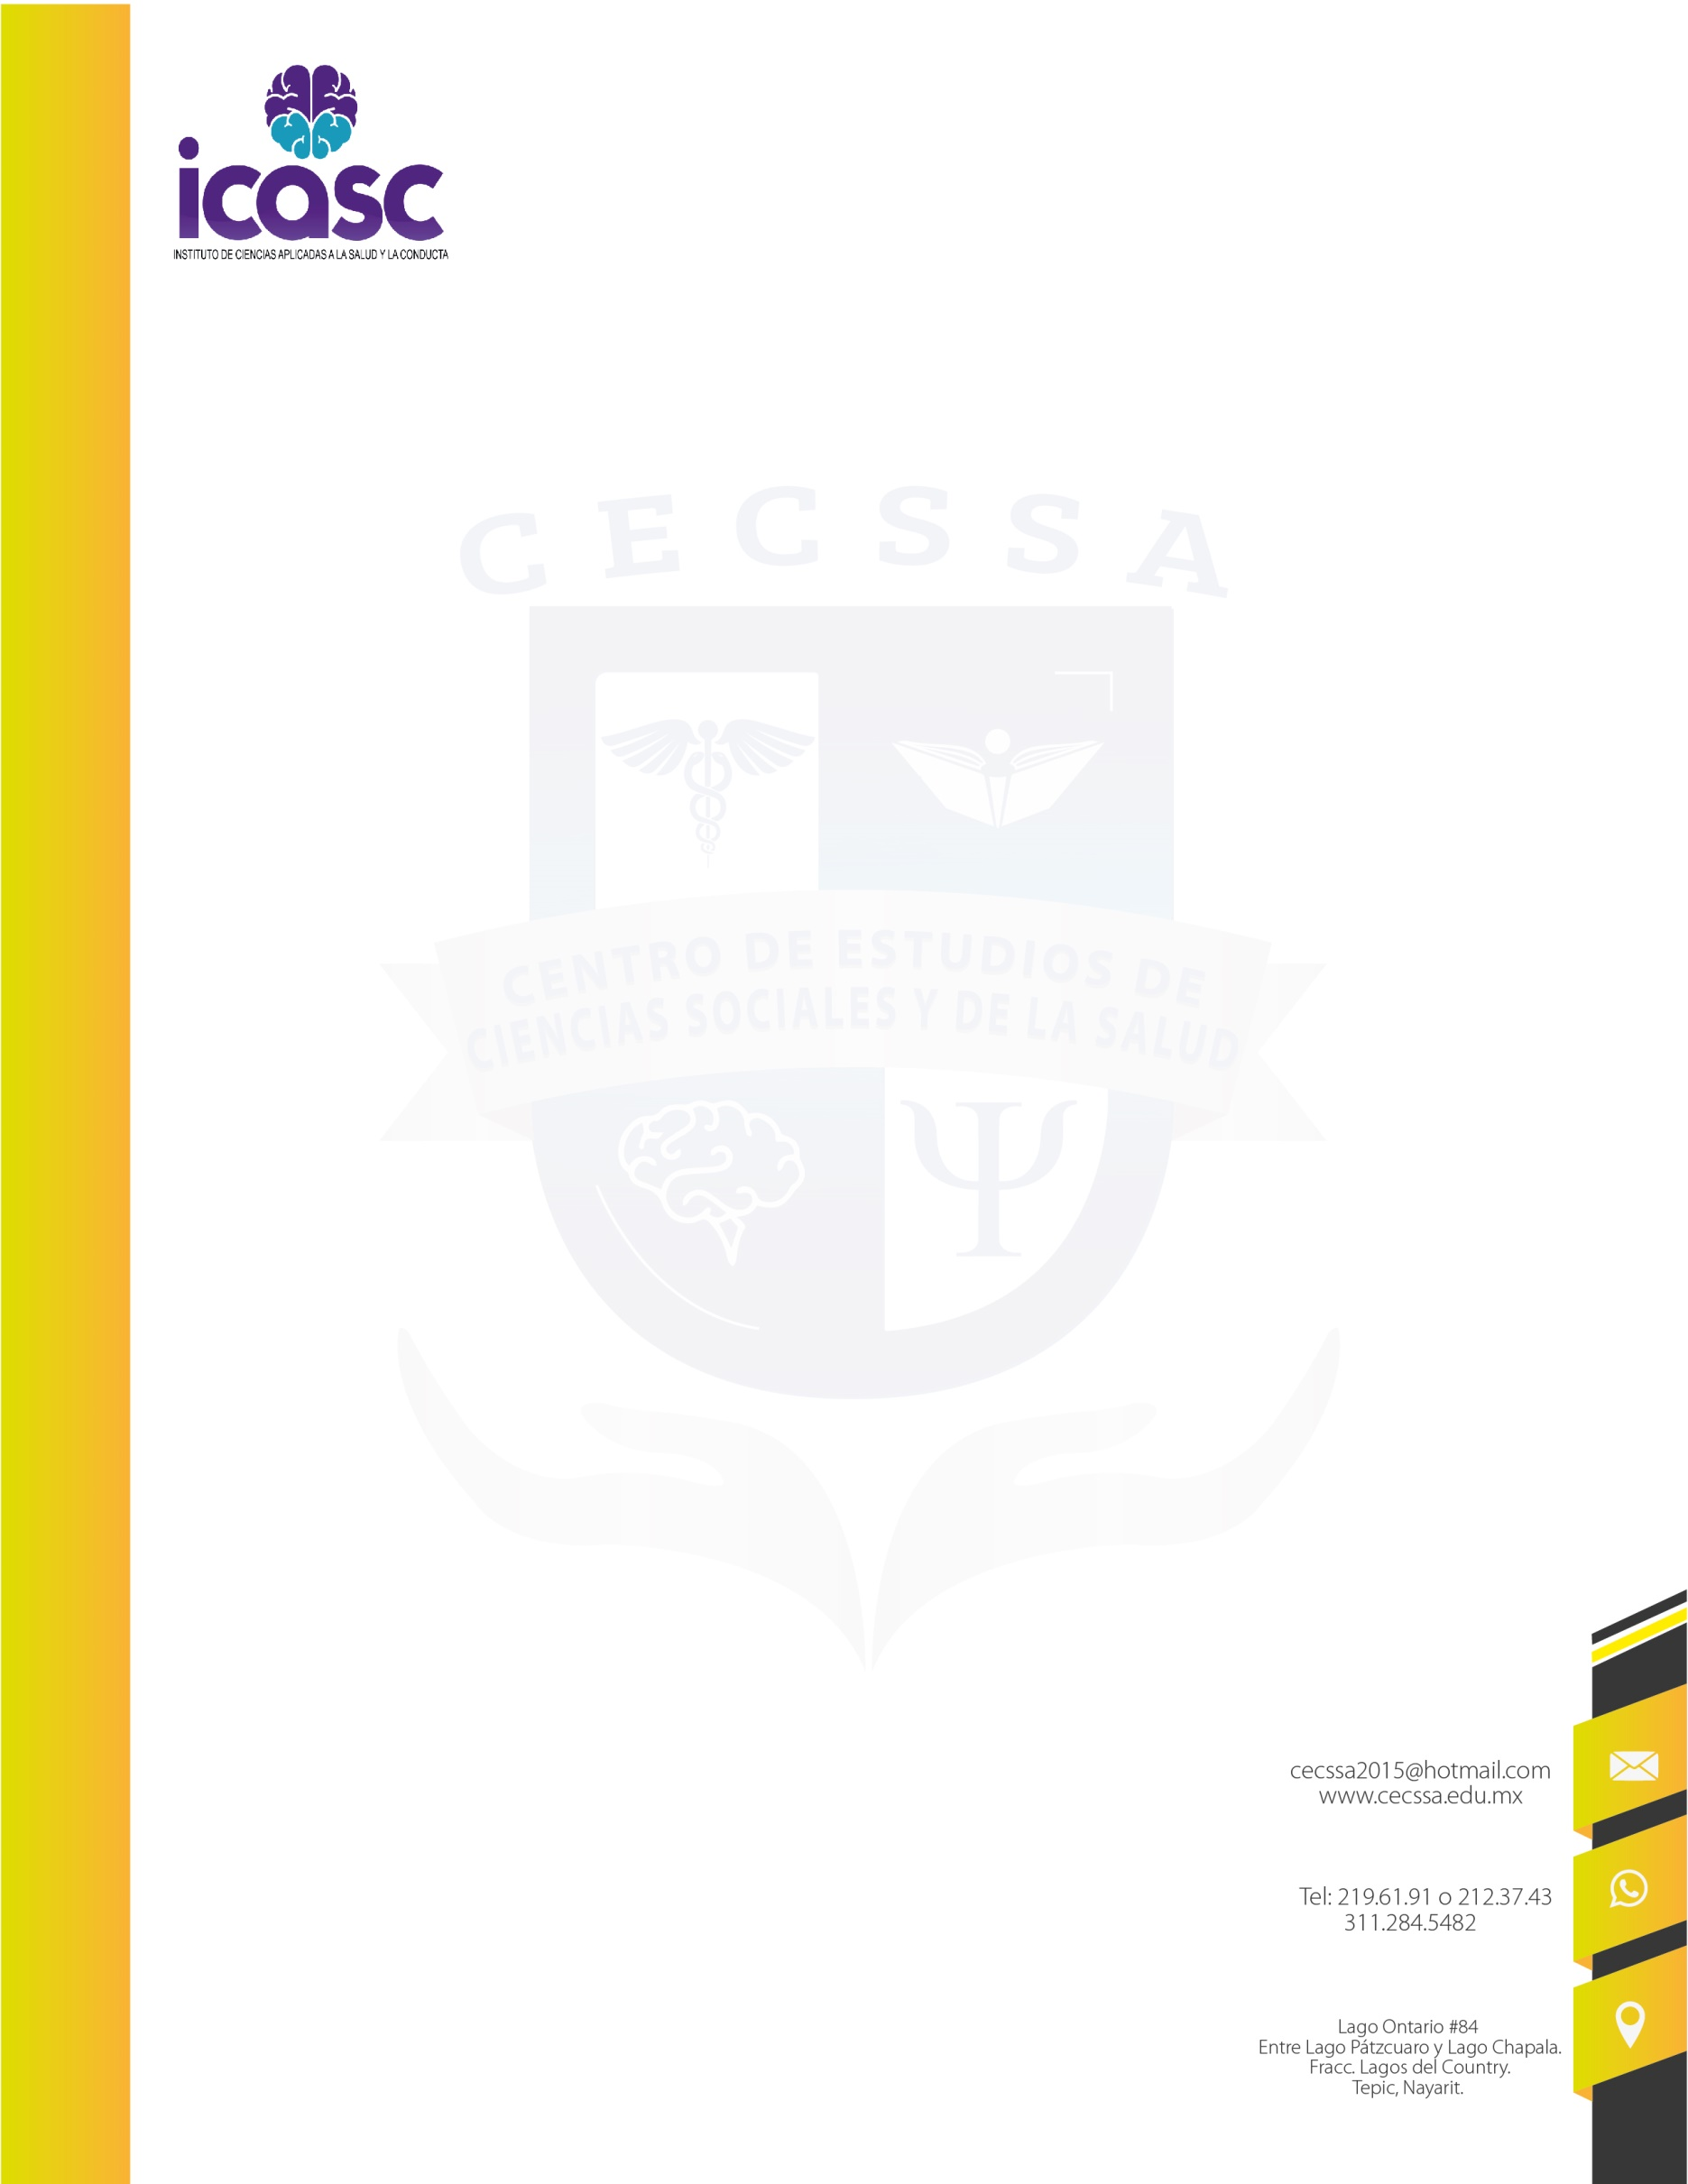 icasc
INSTITUTO DE CIENCIAS APLICADAS A LA SALUD Y LA CONDUCTA
CECSSA
CENTRO DE ESTUDIOS DE
CIENCIAS SOCIALES Y DE LA SALUD
Ψ
cecssa2015@hotmail.com
www.cecssa.edu.mx
Tel: 219.61.91 o 212.37.43
311.284.5482
Lago Ontario #84
Entre Lago Pátzcuaro y Lago Chapala.
Fracc. Lagos del Country.
Tepic, Nayarit.